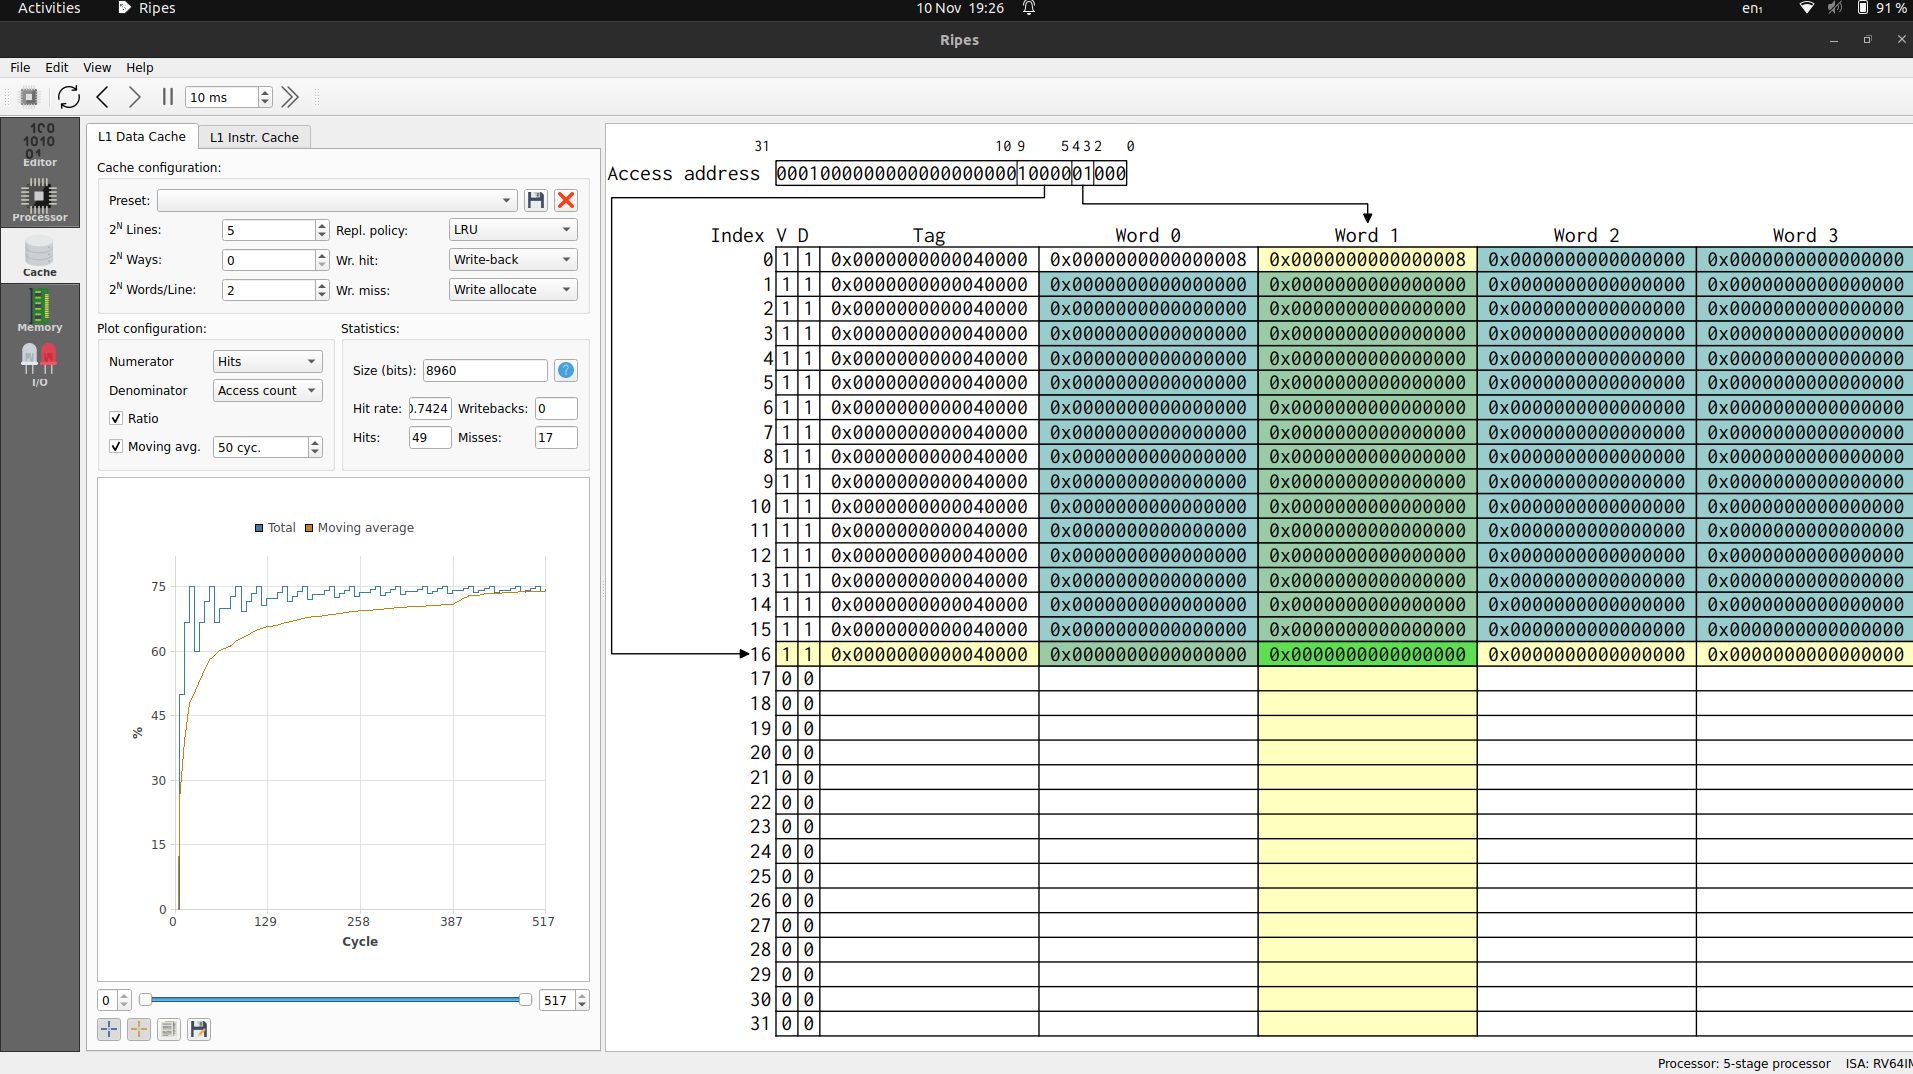 Activities Ripes 10 Nov 19:26 en₁ 91 %
Ripes
File Edit View Help
10 ms
Editor
Processor
Cache
Memory
I/O
L1 Data Cache L1 Instr. Cache
Cache configuration:
Preset:
2ᴺ Lines: 5 Repl. policy: LRU
2ᴺ Ways: 0 Wr. hit: Write-back
2ᴺ Words/Line: 2 Wr. miss: Write allocate
Plot configuration: Statistics:
Numerator Hits
Denominator Access count
Ratio
Moving avg. 50 cyc.
Size (bits): 8960
Hit rate: 0.7424 Writebacks: 0
Hits: 49 Misses: 17
Total Moving average
75
60
45
30
15
0
%
0 129 258 387 517
Cycle
0 517
31 10 9 5 4 3 2 0
Access address 0001000000000000000000 10000 01 000
Index V D Tag Word 0 Word 1 Word 2 Word 3
0 1 1 0x0000000000040000 0x0000000000000008 0x0000000000000008 0x0000000000000000 0x0000000000000000
1 1 1 0x0000000000040000 0x0000000000000000 0x0000000000000000 0x0000000000000000 0x0000000000000000
2 1 1 0x0000000000040000 0x0000000000000000 0x0000000000000000 0x0000000000000000 0x0000000000000000
3 1 1 0x0000000000040000 0x0000000000000000 0x0000000000000000 0x0000000000000000 0x0000000000000000
4 1 1 0x0000000000040000 0x0000000000000000 0x0000000000000000 0x0000000000000000 0x0000000000000000
5 1 1 0x0000000000040000 0x0000000000000000 0x0000000000000000 0x0000000000000000 0x0000000000000000
6 1 1 0x0000000000040000 0x0000000000000000 0x0000000000000000 0x0000000000000000 0x0000000000000000
7 1 1 0x0000000000040000 0x0000000000000000 0x0000000000000000 0x0000000000000000 0x0000000000000000
8 1 1 0x0000000000040000 0x0000000000000000 0x0000000000000000 0x0000000000000000 0x0000000000000000
9 1 1 0x0000000000040000 0x0000000000000000 0x0000000000000000 0x0000000000000000 0x0000000000000000
10 1 1 0x0000000000040000 0x0000000000000000 0x0000000000000000 0x0000000000000000 0x0000000000000000
11 1 1 0x0000000000040000 0x0000000000000000 0x0000000000000000 0x0000000000000000 0x0000000000000000
12 1 1 0x0000000000040000 0x0000000000000000 0x0000000000000000 0x0000000000000000 0x0000000000000000
13 1 1 0x0000000000040000 0x0000000000000000 0x0000000000000000 0x0000000000000000 0x0000000000000000
14 1 1 0x0000000000040000 0x0000000000000000 0x0000000000000000 0x0000000000000000 0x0000000000000000
15 1 1 0x0000000000040000 0x0000000000000000 0x0000000000000000 0x0000000000000000 0x0000000000000000
16 1 1 0x0000000000040000 0x0000000000000000 0x0000000000000000 0x0000000000000000 0x0000000000000000
17 0 0
18 0 0
19 0 0
20 0 0
21 0 0
22 0 0
23 0 0
24 0 0
25 0 0
26 0 0
27 0 0
28 0 0
29 0 0
30 0 0
31 0 0
Processor: 5-stage processor ISA: RV64I